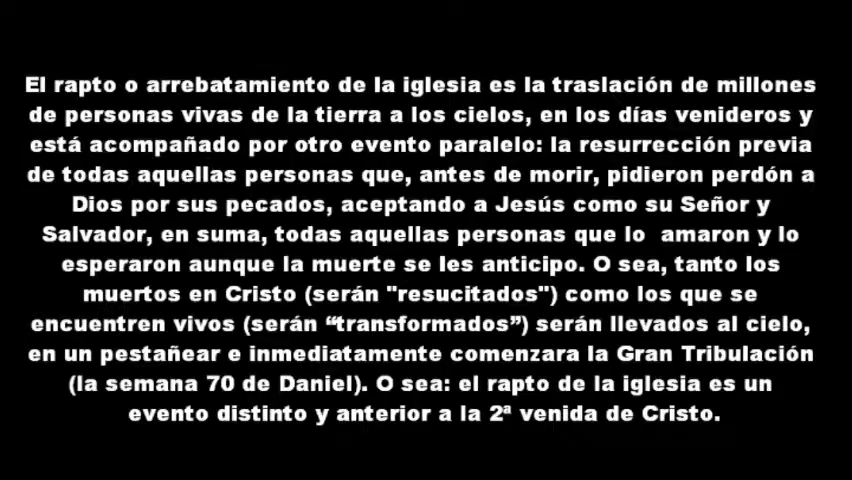 El rapto o arrebatamiento de la iglesia es la traslación de millones
de personas vivas de la tierra a los cielos, en los días venideros y
está acompañado por otro evento paralelo: la resurrección previa
de todas aquellas personas que, antes de morir, pidieron perdón a
Dios por sus pecados, aceptando a Jesús como su Señor y
Salvador, en suma, todas aquellas personas que lo  amaron y lo
esperaron aunque la muerte se les anticipo. O sea, tanto los
muertos en Cristo (serán "resucitados") como los que se
encuentren vivos (serán “transformados”) serán llevados al cielo,
en un pestañear e inmediatamente comenzara la Gran Tribulación
(la semana 70 de Daniel). O sea: el rapto de la iglesia es un
evento distinto y anterior a la 2ª venida de Cristo.